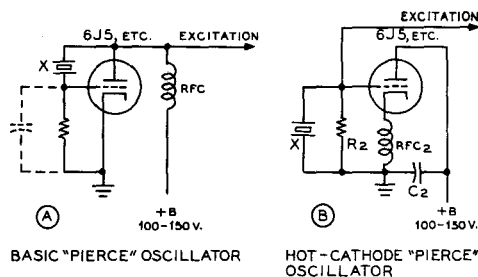 EXCITATION
6J5, ETC.
X
RFC
A
+B
100-150 V.
BASIC "PIERCE" OSCILLATOR
EXCITATION
6J5, ETC.
X
R2
RFC2
C2
B
+B
100-150 V.
HOT-CATHODE "PIERCE"
OSCILLATOR